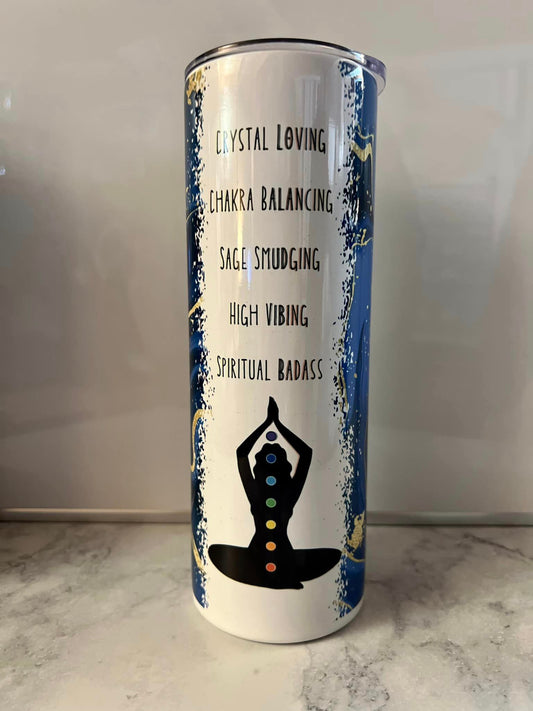 Crystal Loving
Chakra Balancing
Sage Smudging
High Vibing
Spiritual Badass